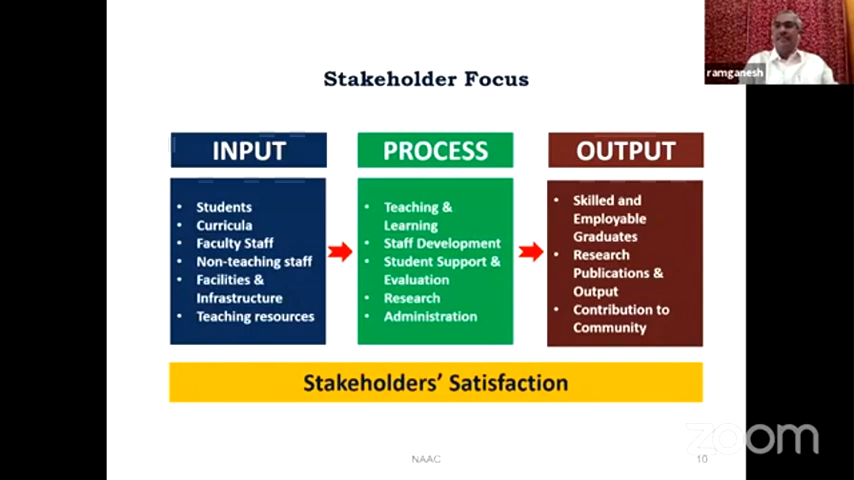 ramganesh
Stakeholder Focus
INPUT
• Students
• Curricula
• Faculty Staff
• Non-teaching staff
• Facilities &
Infrastructure
• Teaching resources
PROCESS
• Teaching &
Learning
• Staff Development
• Student Support &
Evaluation
• Research
• Administration
OUTPUT
• Skilled and
Employable
Graduates
• Research
Publications &
Output
• Contribution to
Community
Stakeholders' Satisfaction
zoom
NAAC
10